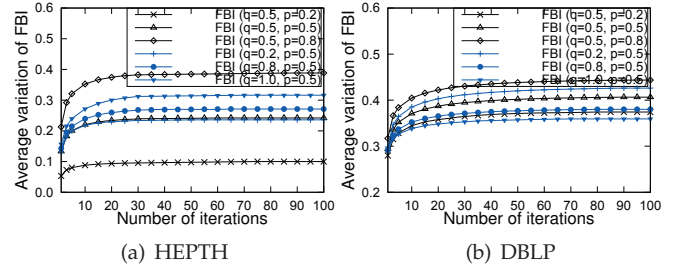 Average variation of FBI
0.6
0.5
0.4
0.3
0.2
0.1
0.0
FBI (q=0.5, p=0.2)
FBI (q=0.5, p=0.5)
FBI (q=0.5, p=0.8)
FBI (q=0.2, p=0.5)
FBI (q=0.8, p=0.5)
FBI (q=1.0, p=0.5)
10 20 30 40 50 60 70 80 90 100
Number of iterations
(a) HEPTH
Average variation of FBI
0.6
0.5
0.4
0.3
0.2
FBI (q=0.5, p=0.2)
FBI (q=0.5, p=0.5)
FBI (q=0.5, p=0.8)
FBI (q=0.2, p=0.5)
FBI (q=0.8, p=0.5)
FBI (q=1.0, p=0.5)
10 20 30 40 50 60 70 80 90 100
Number of iterations
(b) DBLP